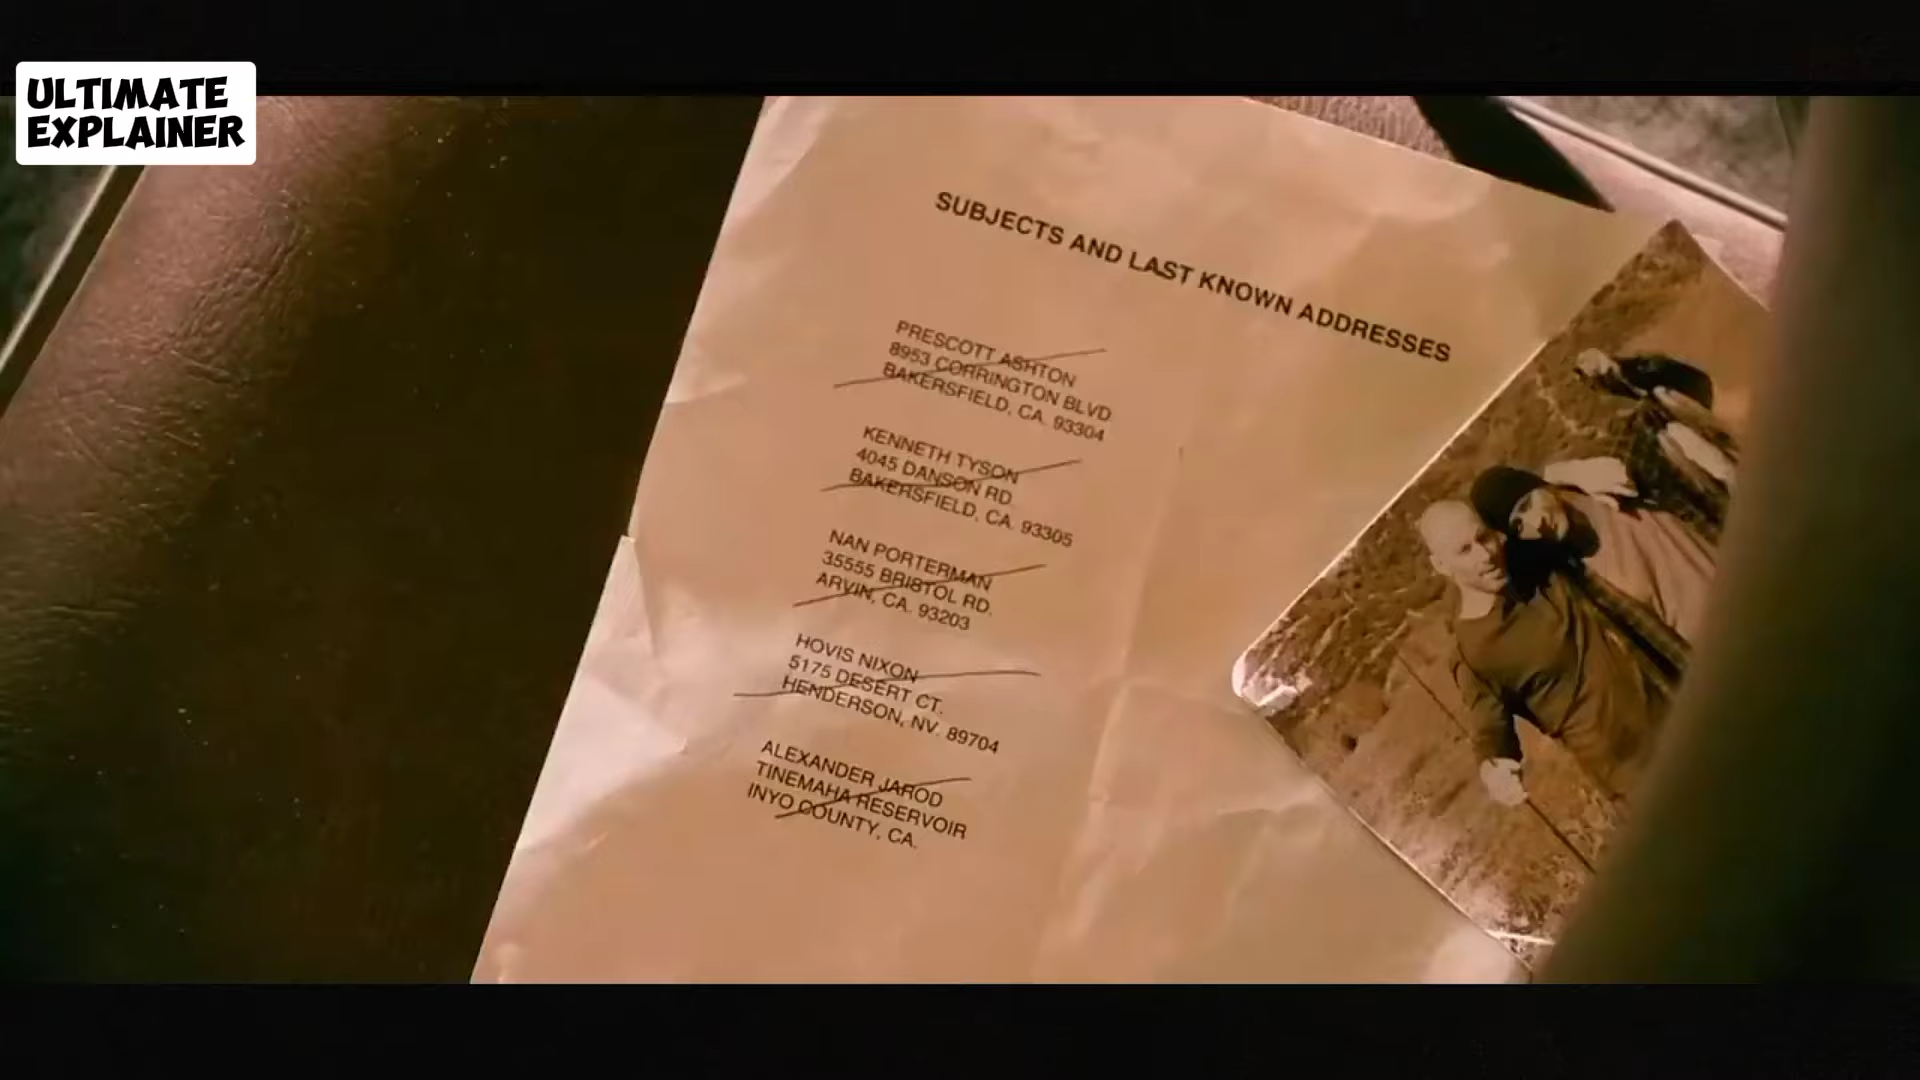 ULTIMATE
EXPLAINER
SUBJECTS AND LAST KNOWN ADDRESSES
PRESCOTT ASHTON
8953 CORRINGTON BLVD.
BAKERSFIELD, CA. 93304
KENNETH TYSON
4045 DANSON RD.
BAKERSFIELD, CA. 93305
NAN PORTERMAN
35555 BRISTOL RD.
ARVIN, CA. 93203
HOVIS NIXON
5175 DESERT CT.
HENDERSON, NV. 89704
ALEXANDER JAROD
TINEMAHA RESERVOIR
INYO COUNTY, CA.